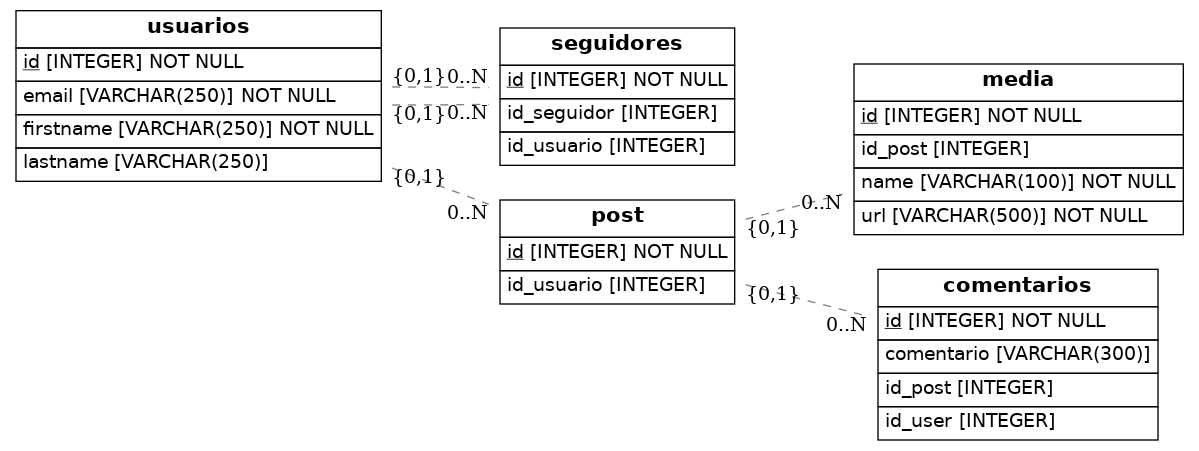 usuarios
id [INTEGER] NOT NULL
email [VARCHAR(250)] NOT NULL
firstname [VARCHAR(250)] NOT NULL
lastname [VARCHAR(250)]
{0,1} 0..N
{0,1} 0..N
{0,1}
0..N
seguidores
id [INTEGER] NOT NULL
id_seguidor [INTEGER]
id_usuario [INTEGER]
post
id [INTEGER] NOT NULL
id_usuario [INTEGER]
0..N
{0,1}
{0,1}
0..N
media
id [INTEGER] NOT NULL
id_post [INTEGER]
name [VARCHAR(100)] NOT NULL
url [VARCHAR(500)] NOT NULL
comentarios
id [INTEGER] NOT NULL
comentario [VARCHAR(300)]
id_post [INTEGER]
id_user [INTEGER]